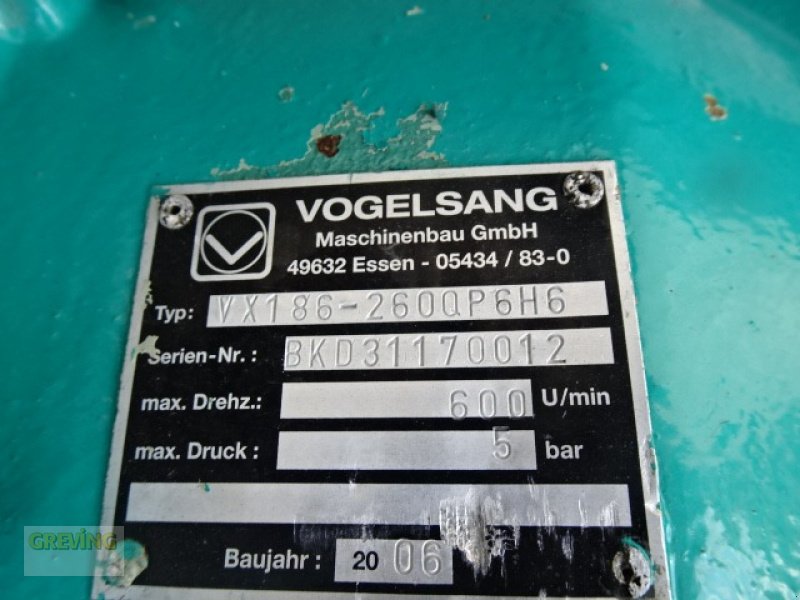 VOGELSANG
Maschinenbau GmbH
49632 Essen - 05434 / 83-0
Typ: VX186-260QP6H6
Serien-Nr.: BKD31170012
max. Drehz.: 600 U/min
max. Druck: 5 bar
Baujahr: 2006
GREVING